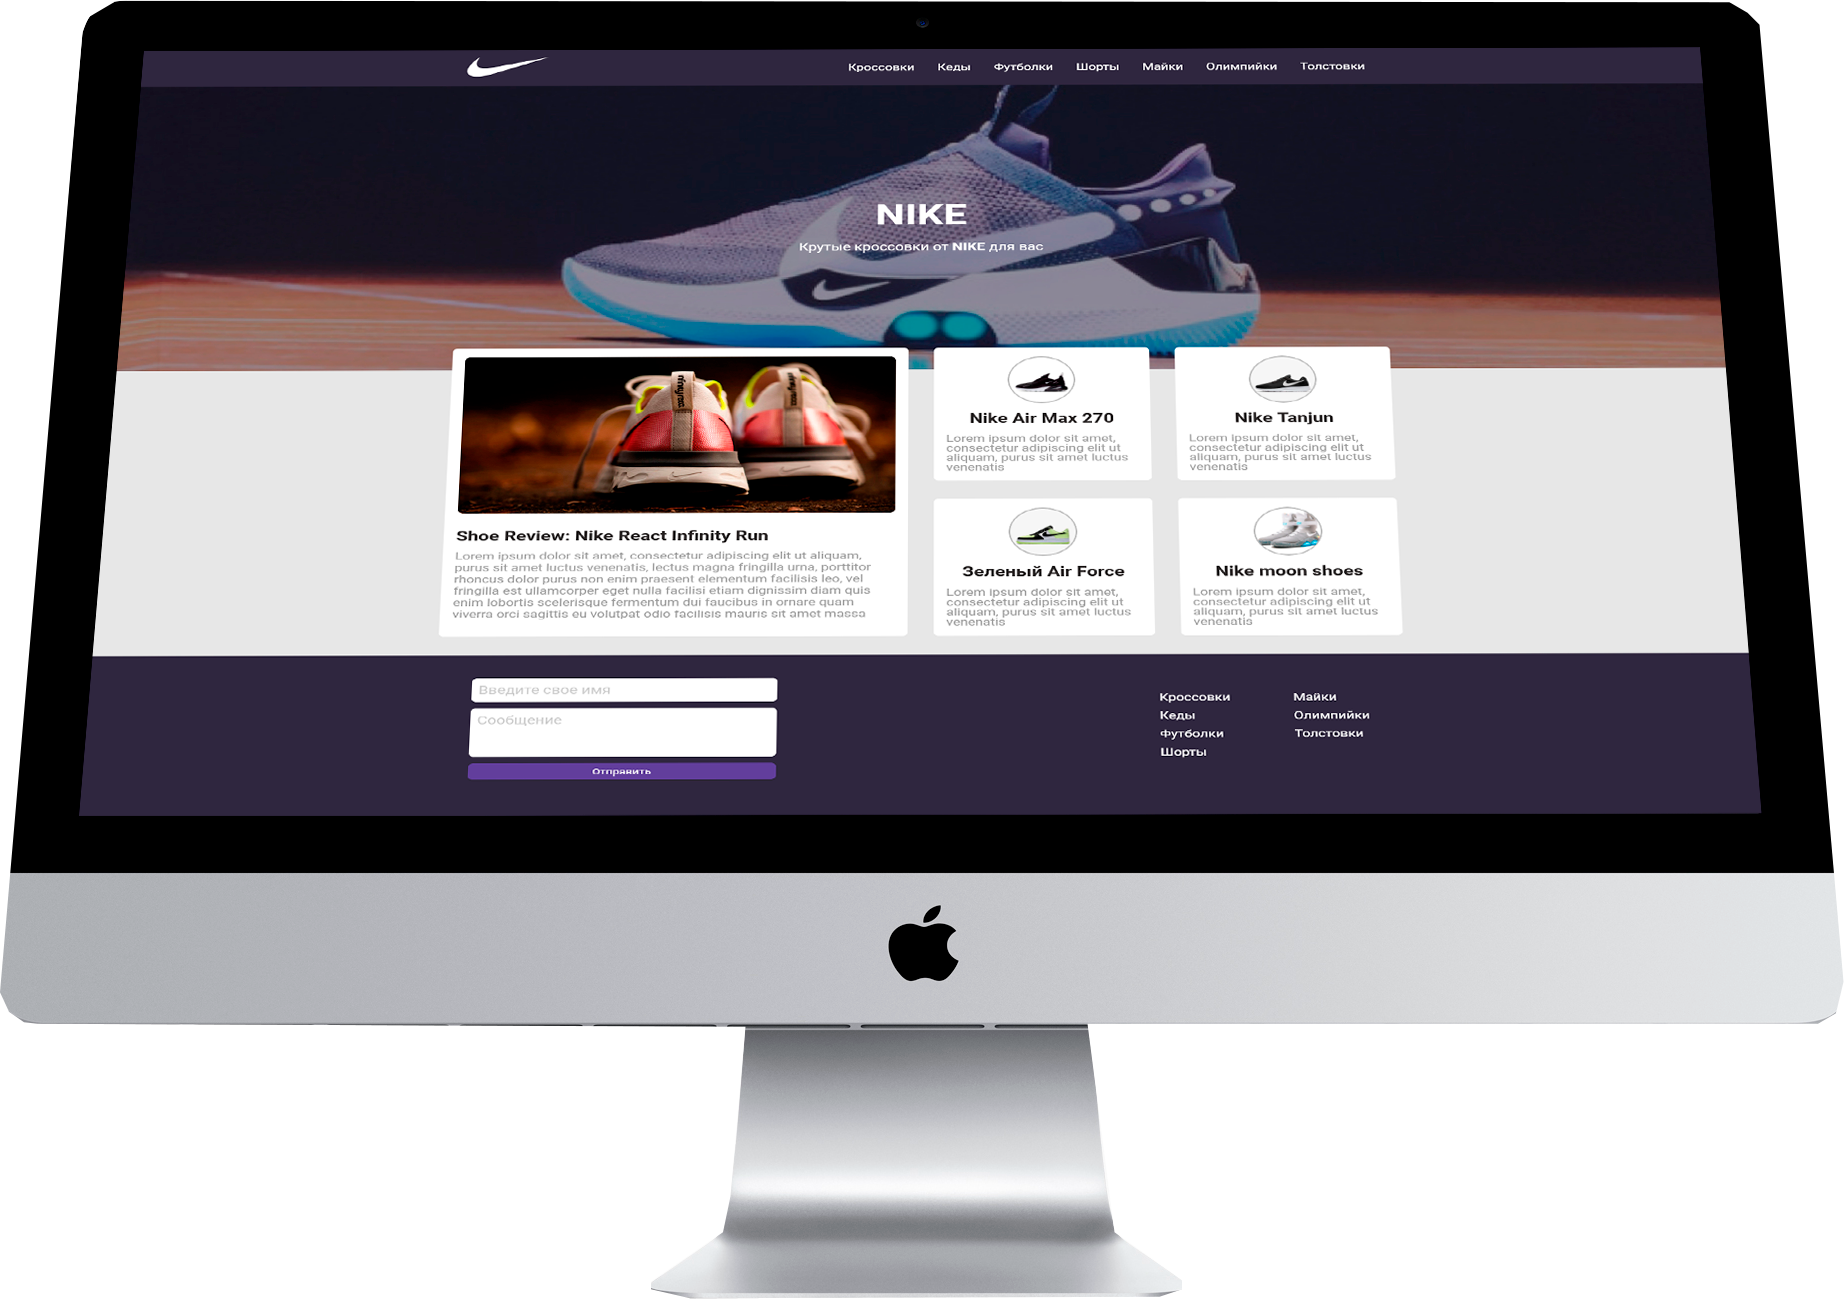 Кроссовки Кеды Футболки Шорты Майки Олимпийки Толстовки
NIKE
Крутые кроссовки от NIKE для вас
Shoe Review: Nike React Infinity Run
Lorem ipsum dolor sit amet, consectetur adipiscing elit ut aliquam,
purus sit amet luctus venenatis, lectus magna fringilla urna, porttitor
rhoncus dolor purus non enim praesent elementum facilisis leo, vel
fringilla est ullamcorper eget nulla facilisi etiam dignissim diam quis
enim lobortis scelerisque fermentum dui faucibus in ornare quam
viverra orci sagittis eu volutpat odio facilisis mauris sit amet massa
Nike Air Max 270
Lorem ipsum dolor sit amet,
consectetur adipiscing elit ut
aliquam, purus sit amet luctus
venenatis
Nike Tanjun
Lorem ipsum dolor sit amet,
consectetur adipiscing elit ut
aliquam, purus sit amet luctus
venenatis
Зеленый Air Force
Lorem ipsum dolor sit amet,
consectetur adipiscing elit ut
aliquam, purus sit amet luctus
venenatis
Nike moon shoes
Lorem ipsum dolor sit amet,
consectetur adipiscing elit ut
aliquam, purus sit amet luctus
venenatis
Введите свое имя
Сообщение
Отправить
Кроссовки
Кеды
Футболки
Шорты
Майки
Олимпийки
Толстовки